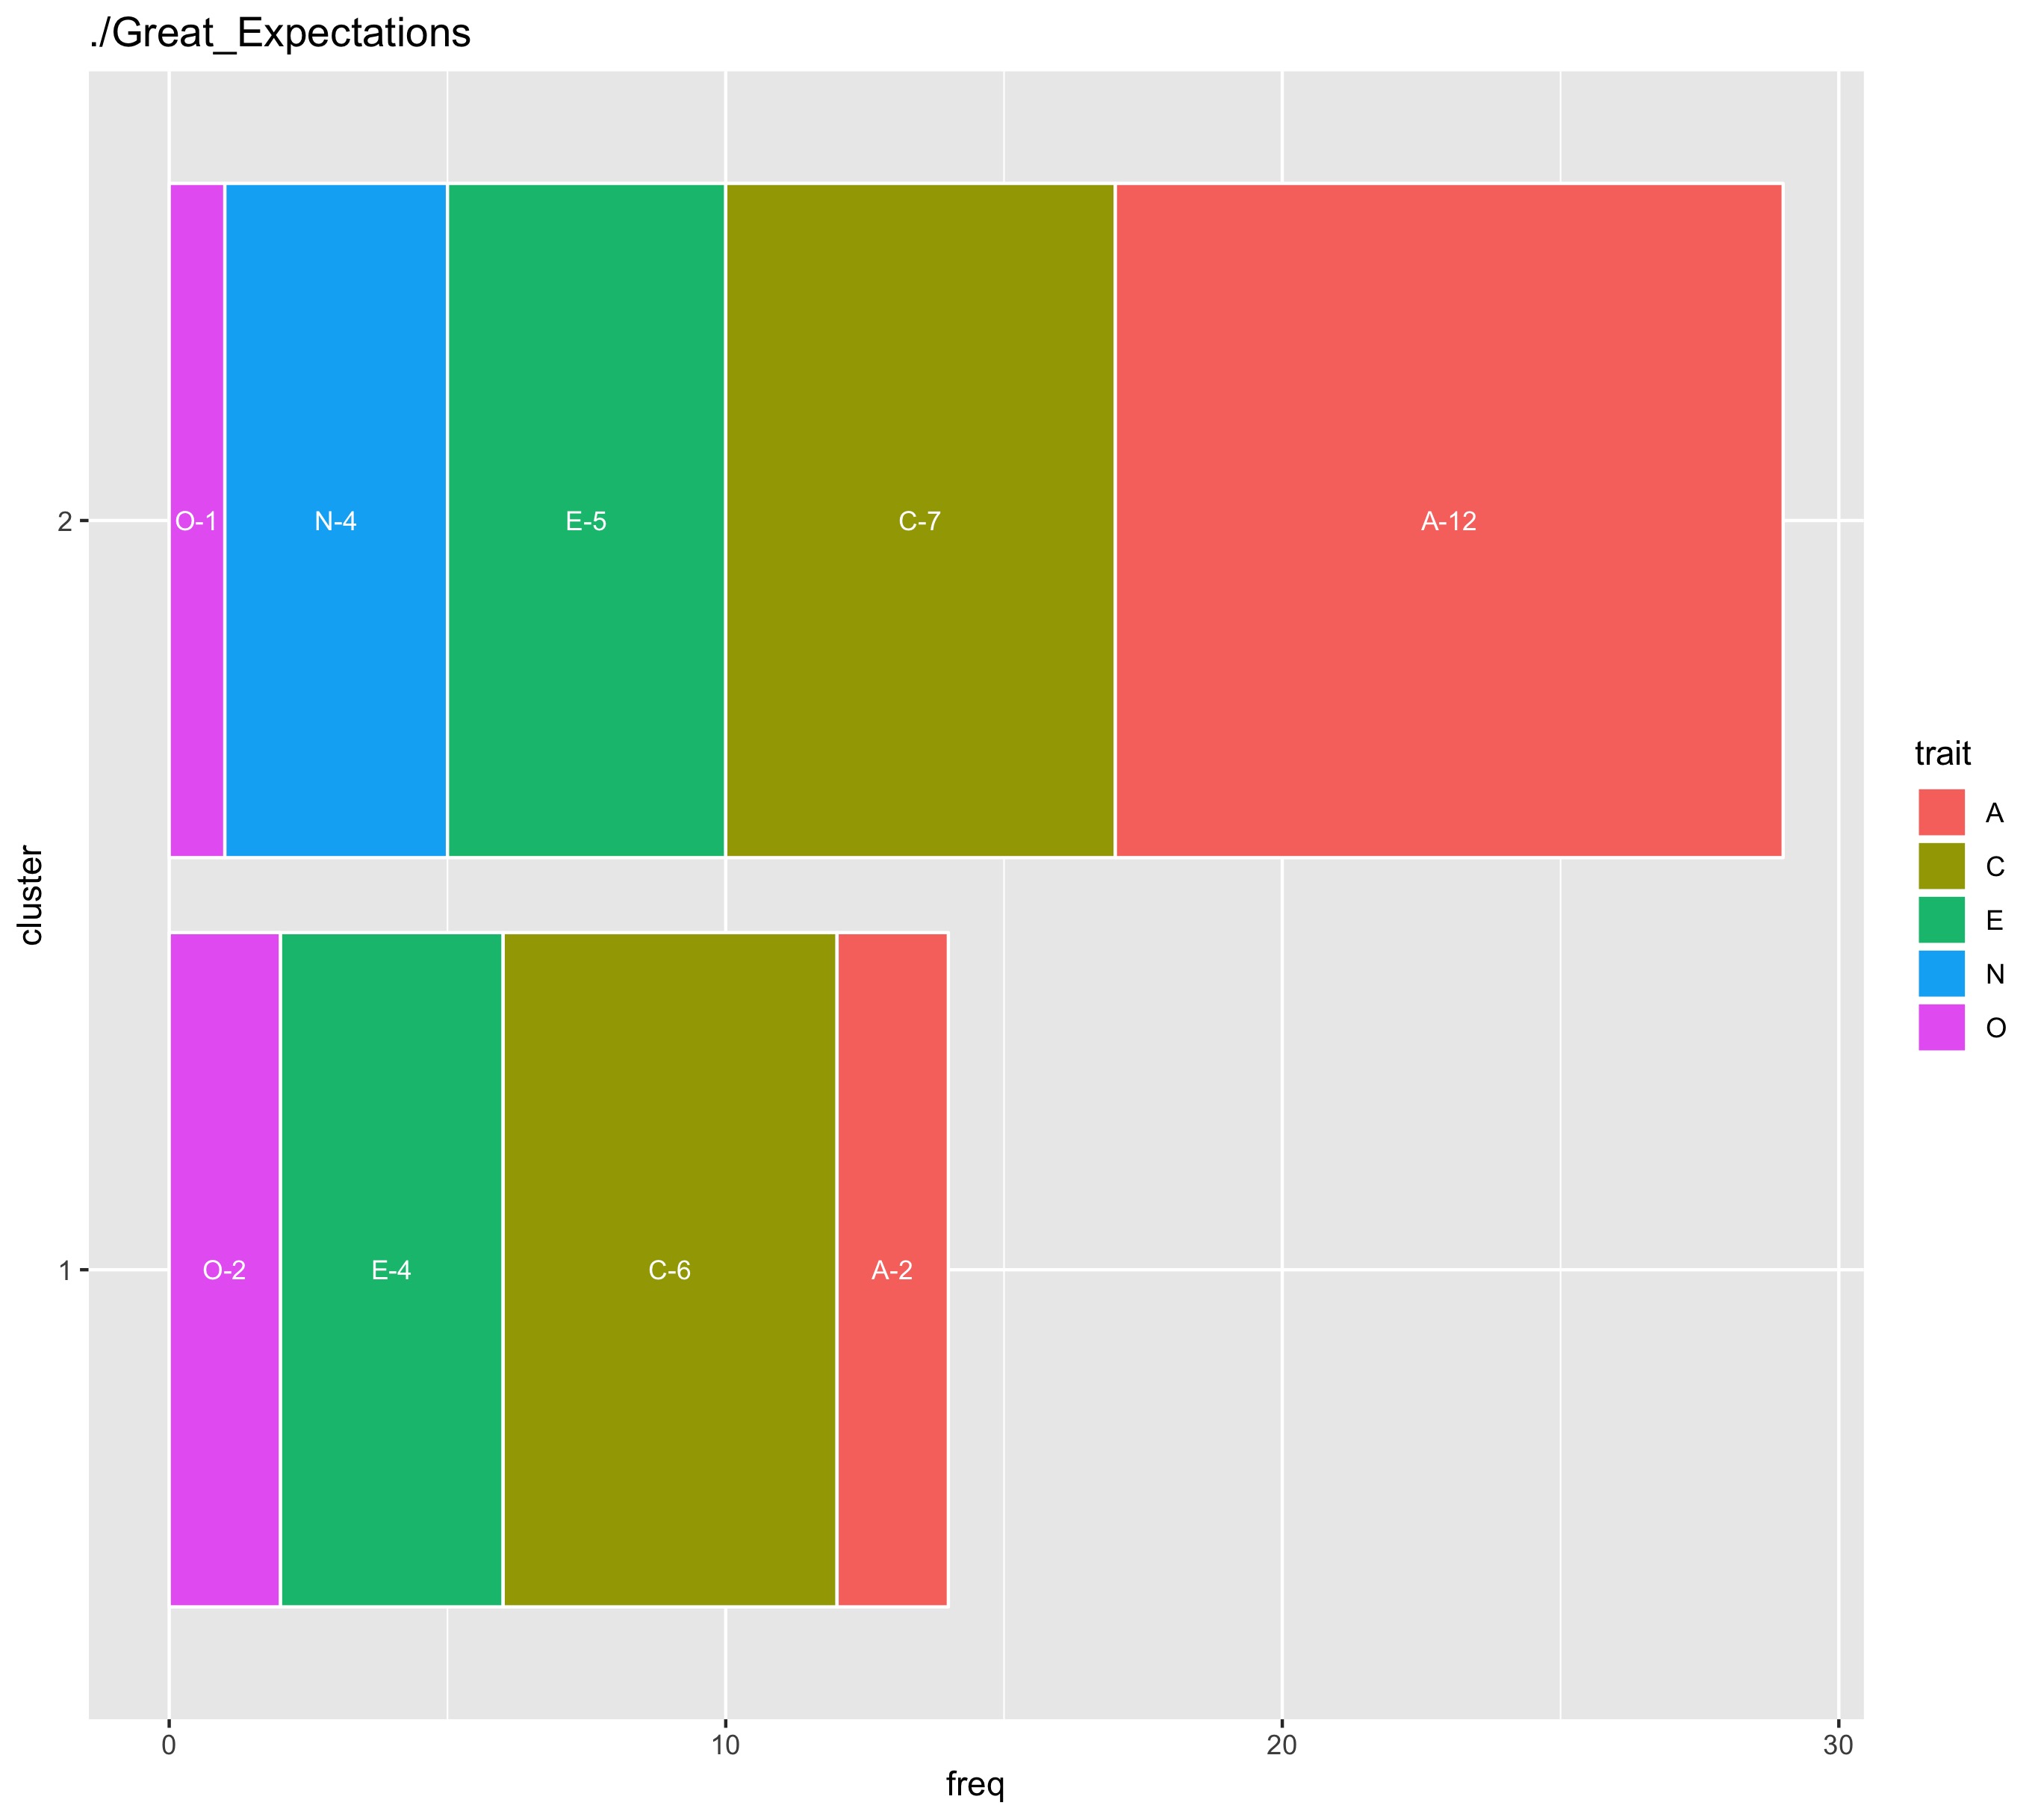 ./Great_Expectations
2
O-1 N-4 E-5 C-7 A-12
cluster
1
O-2 E-4 C-6 A-2
0 10 20 30
freq
trait
A
C
E
N
O